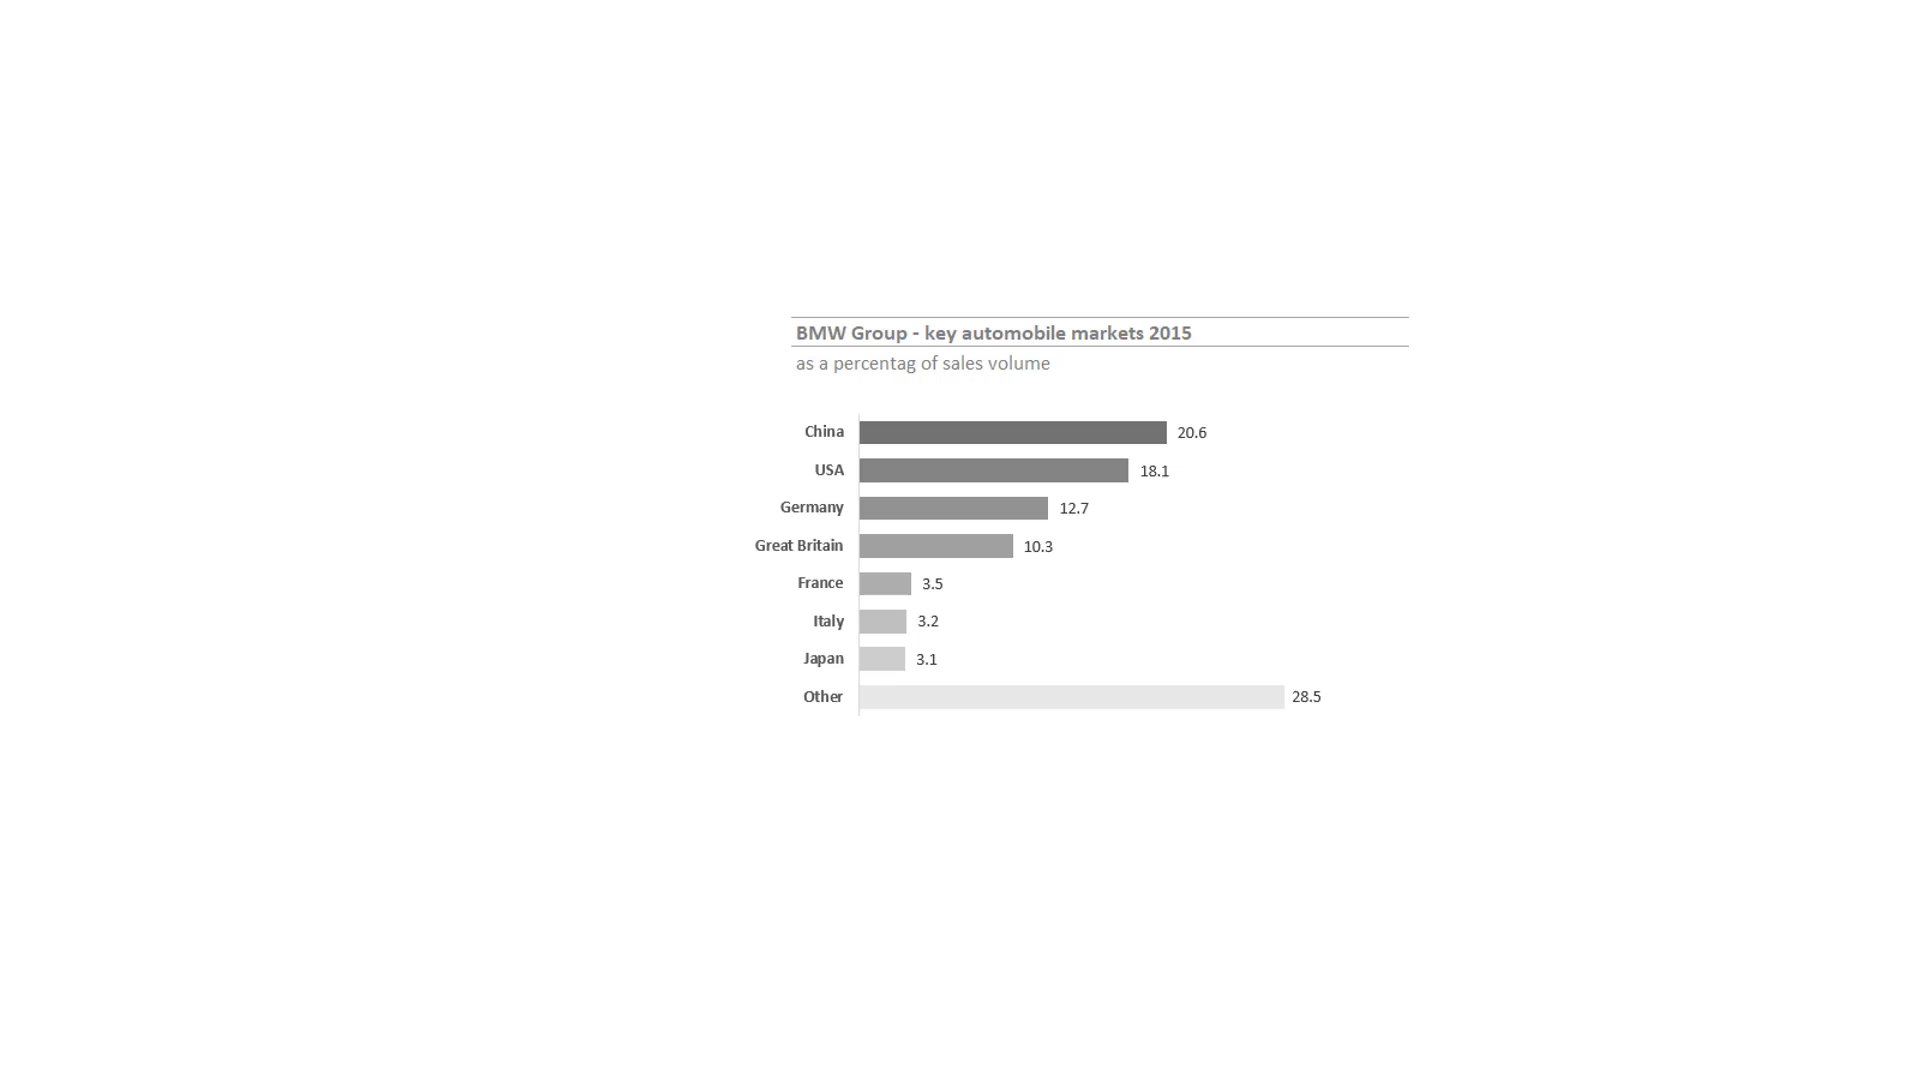 BMW Group - key automobile markets 2015
as a percentag of sales volume
China 20.6
USA 18.1
Germany 12.7
Great Britain 10.3
France 3.5
Italy 3.2
Japan 3.1
Other 28.5